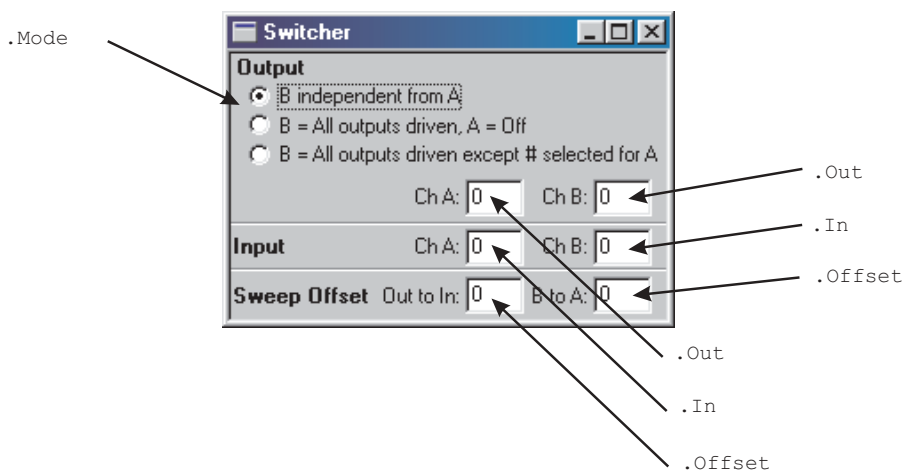 .Mode
Switcher
Output
B independent from A
B = All outputs driven, A = Off
B = All outputs driven except # selected for A
Ch A: 0 Ch B: 0
.Out
Input Ch A: 0 Ch B: 0
.In
Sweep Offset Out to In: 0 B to A: 0
.Offset
.Out
.In
.Offset